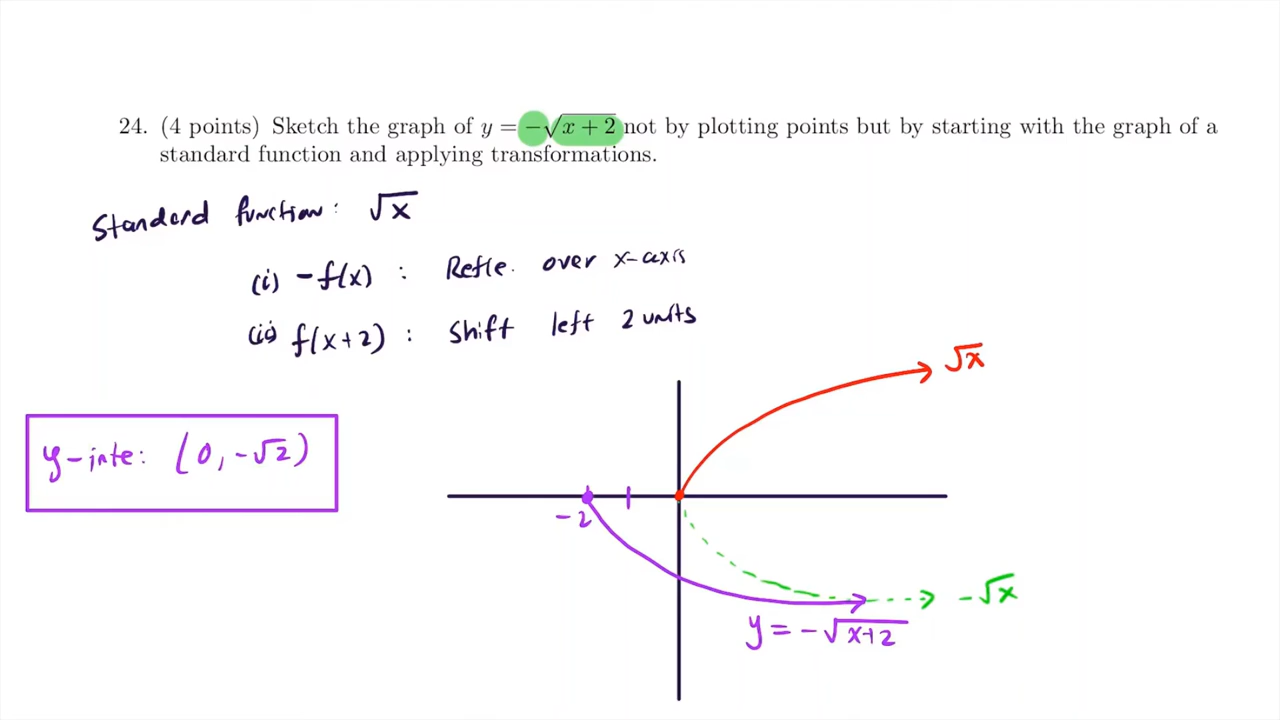 24. (4 points) Sketch the graph of y = −√(x + 2) not by plotting points but by starting with the graph of a
standard function and applying transformations.
Standard function: √x
(i) −f(x) : Refle. over x-axis
(ii) f(x+2) : Shift left 2 units
√x
y-inte: (0, −√2)
−2
−√x
y = −√(x+2)